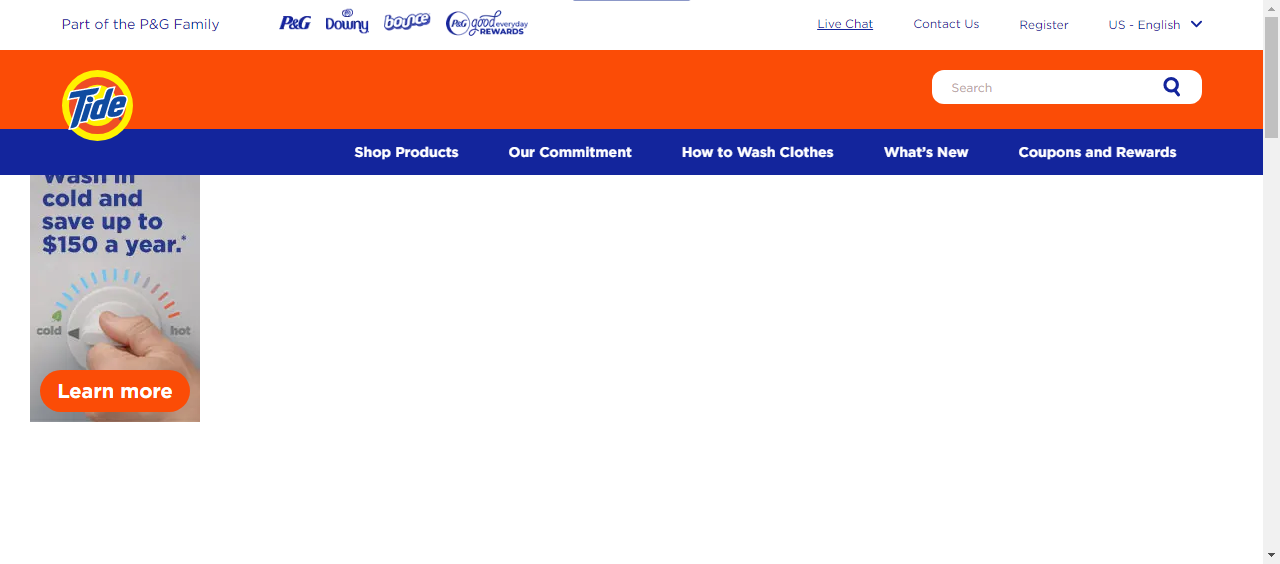 Part of the P&G Family
P&G
Downy
bounce
P&G good everyday
REWARDS
Live Chat
Contact Us
Register
US - English
Tide
Search
Shop Products
Our Commitment
How to Wash Clothes
What's New
Coupons and Rewards
Wash in
cold and
save up to
$150 a year.*
cold
hot
Learn more